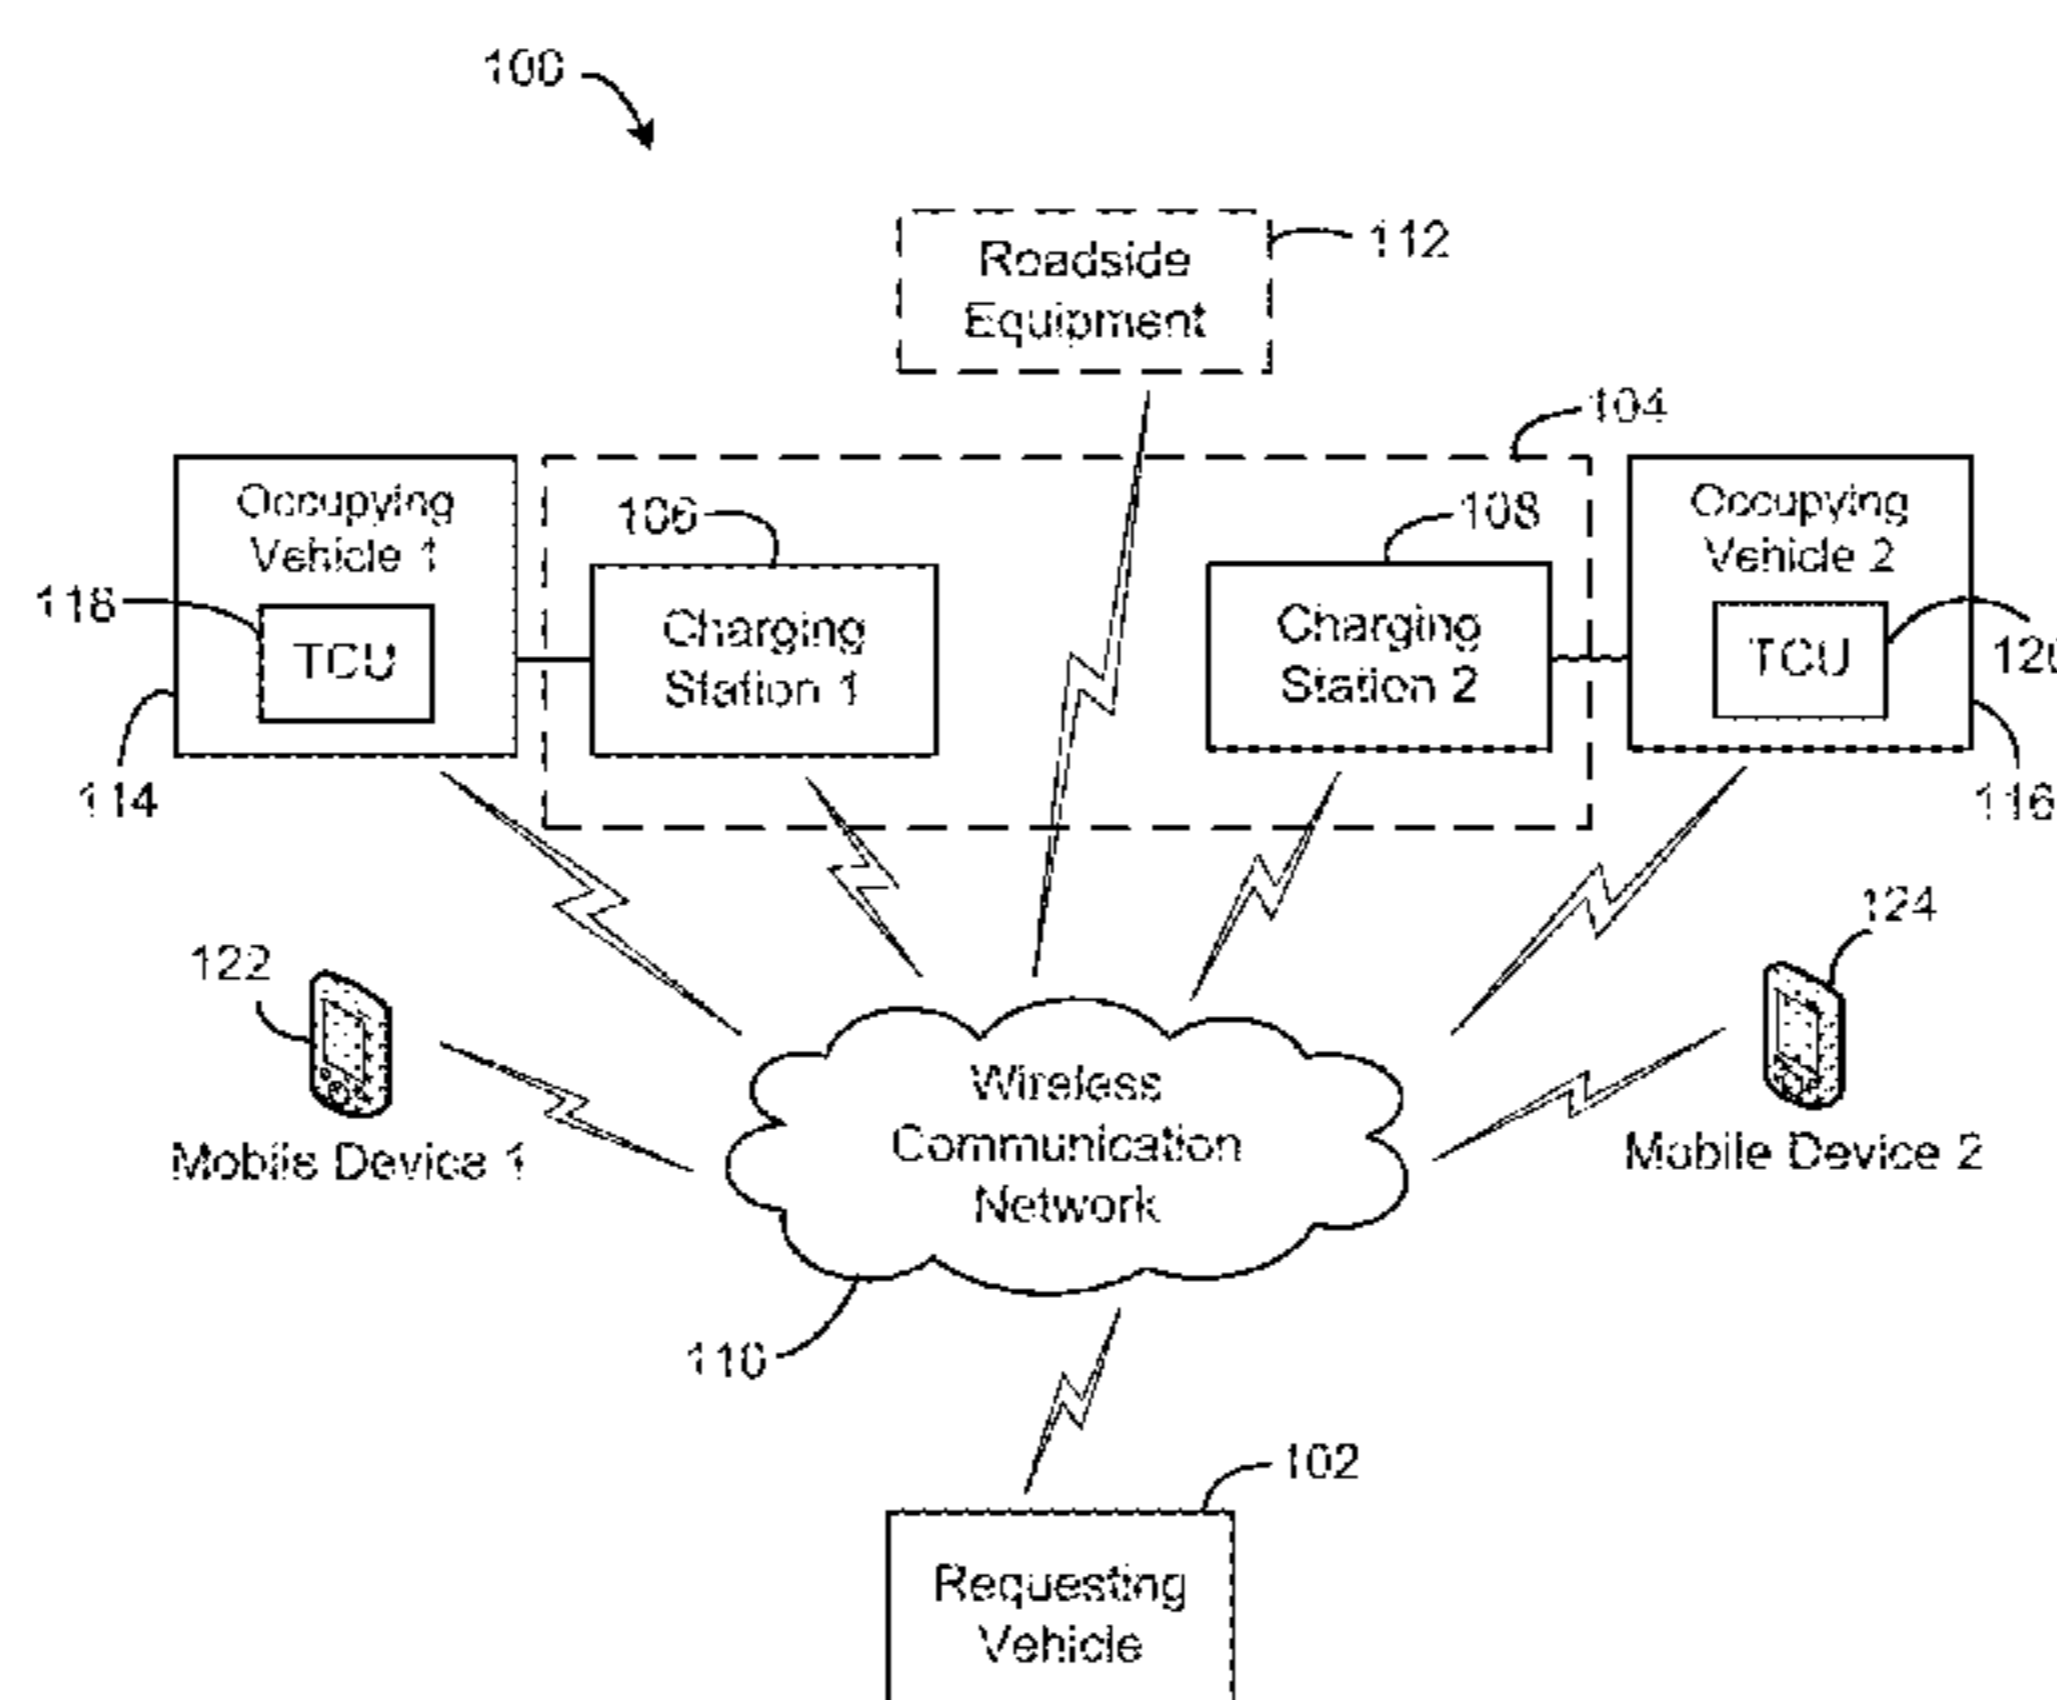 100
Roadside
Equipment
112
104
Occupying
Vehicle 1
106
108
Occupying
Vehicle 2
118
TCU
Charging
Station 1
Charging
Station 2
TCU
120
114
116
122
124
Mobile Device 1
Wireless
Communication
Network
Mobile Device 2
110
102
Requesting
Vehicle